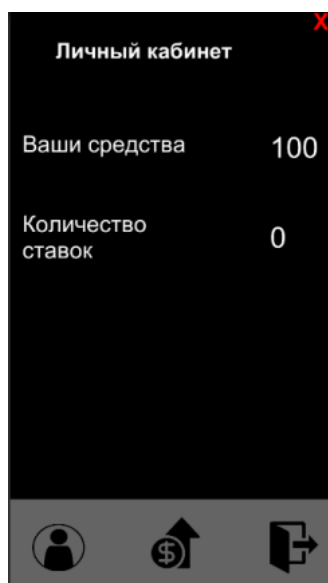 X
Личный кабинет
Ваши средства 100
Количество
ставок 0
$